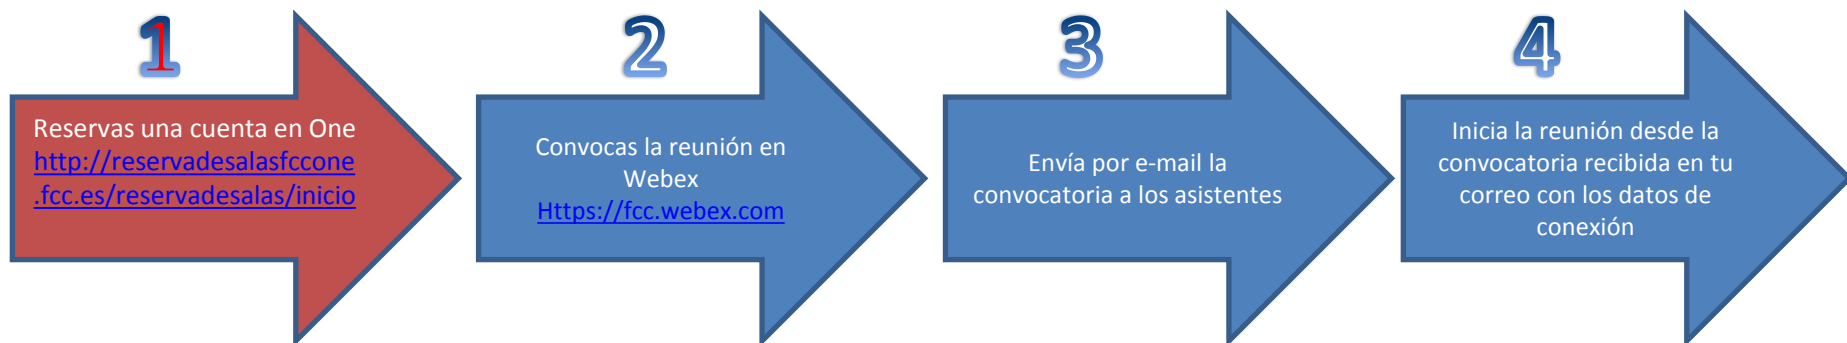 1
Reservas una cuenta en One
http://reservadesalasfccone
.fcc.es/reservadesalas/inicio
2
Convocas la reunión en
Webex
Https://fcc.webex.com
3
Envía por e-mail la
convocatoria a los asistentes
4
Inicia la reunión desde la
convocatoria recibida en tu
correo con los datos de
conexión